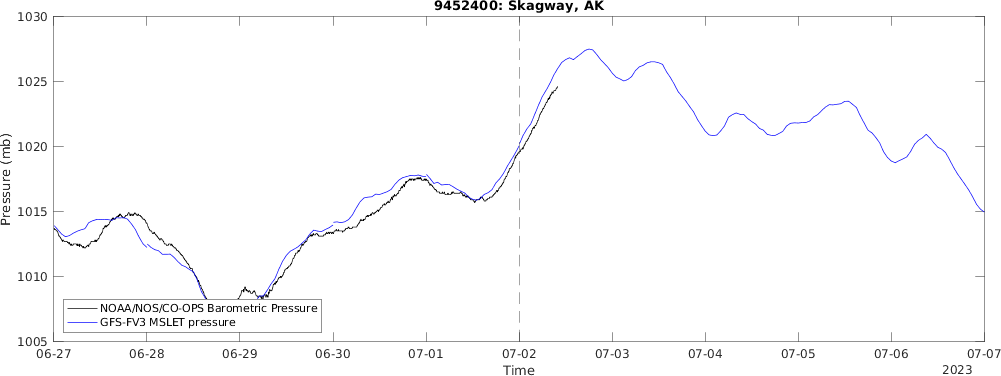 9452400: Skagway, AK
1030
1025
1020
1015
1010
1005
Pressure (mb)
NOAA/NOS/CO-OPS Barometric Pressure
GFS-FV3 MSLET pressure
06-27 06-28 06-29 06-30 07-01 07-02 07-03 07-04 07-05 07-06 07-07
Time
2023